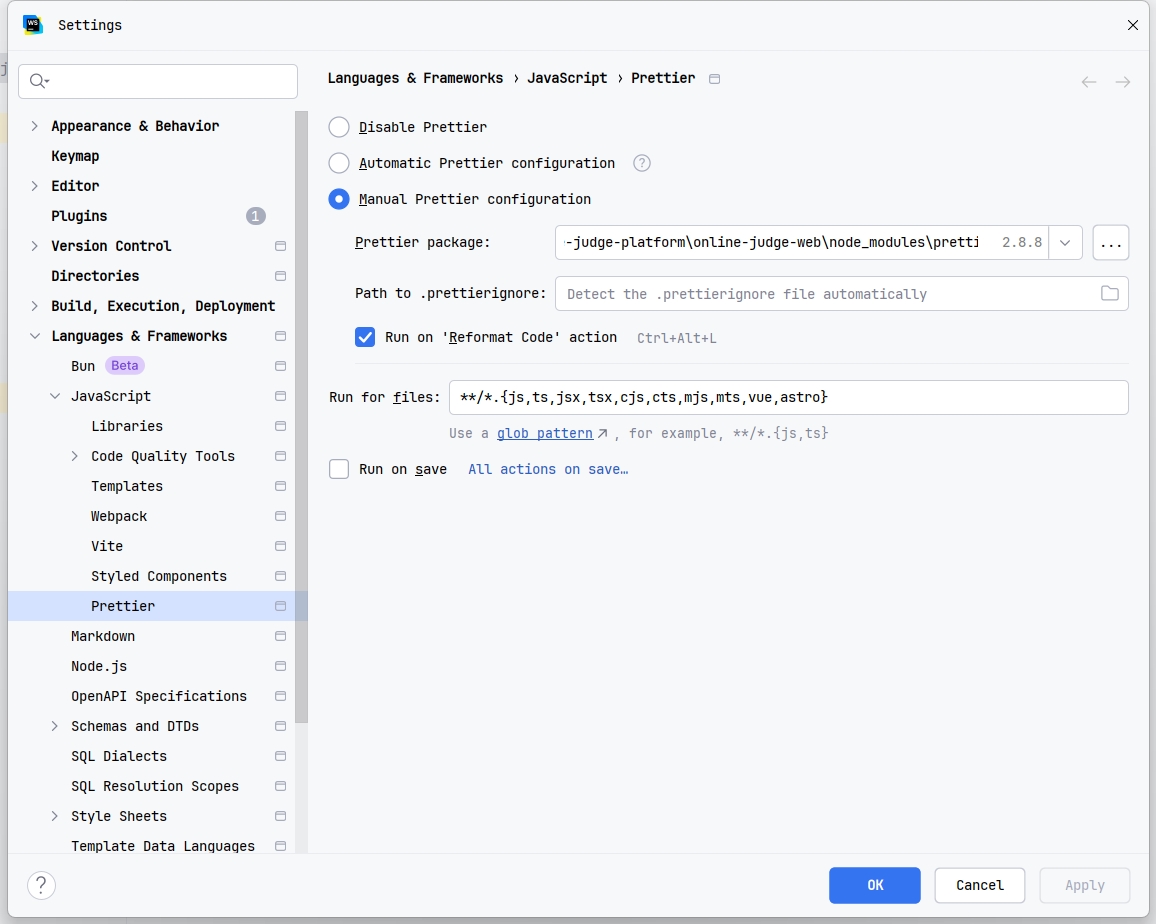 WS
Settings
Languages & Frameworks › JavaScript › Prettier
Appearance & Behavior
Keymap
Editor
Plugins 1
Version Control
Directories
Build, Execution, Deployment
Languages & Frameworks
Bun Beta
JavaScript
Libraries
Code Quality Tools
Templates
Webpack
Vite
Styled Components
Prettier
Markdown
Node.js
OpenAPI Specifications
Schemas and DTDs
SQL Dialects
SQL Resolution Scopes
Style Sheets
Template Data Languages
Disable Prettier
Automatic Prettier configuration ?
Manual Prettier configuration
Prettier package: -judge-platform\online-judge-web\node_modules\pretti 2.8.8 ...
Path to .prettierignore: Detect the .prettierignore file automatically
Run on 'Reformat Code' action Ctrl+Alt+L
Run for files: **/*.{js,ts,jsx,tsx,cjs,cts,mjs,mts,vue,astro}
Use a glob pattern↗ , for example, **/*.{js,ts}
Run on save All actions on save…
? OK Cancel Apply